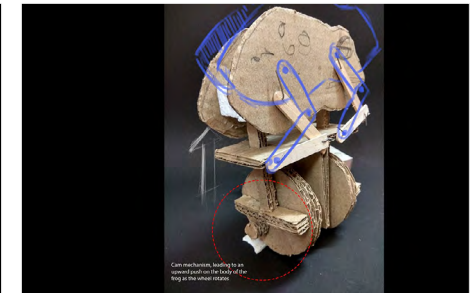 Cam mechanism, leading to an
upward push on the body of the
frog as the wheel rotates